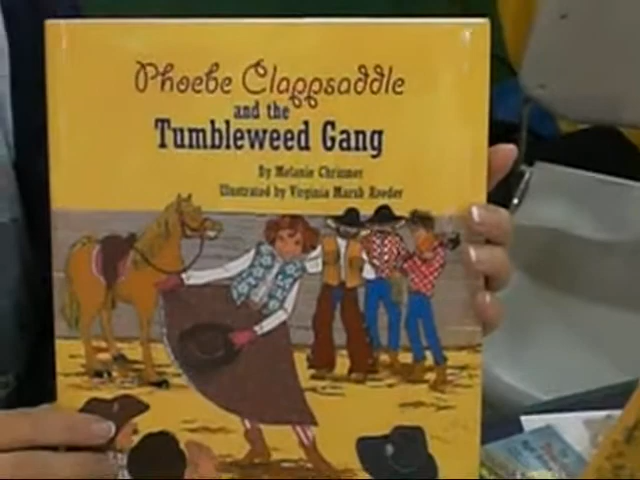 Phoebe Clappsaddle
and the
Tumbleweed Gang
By Melanie Chrismer
Illustrated by Virginia Marsh Roeder